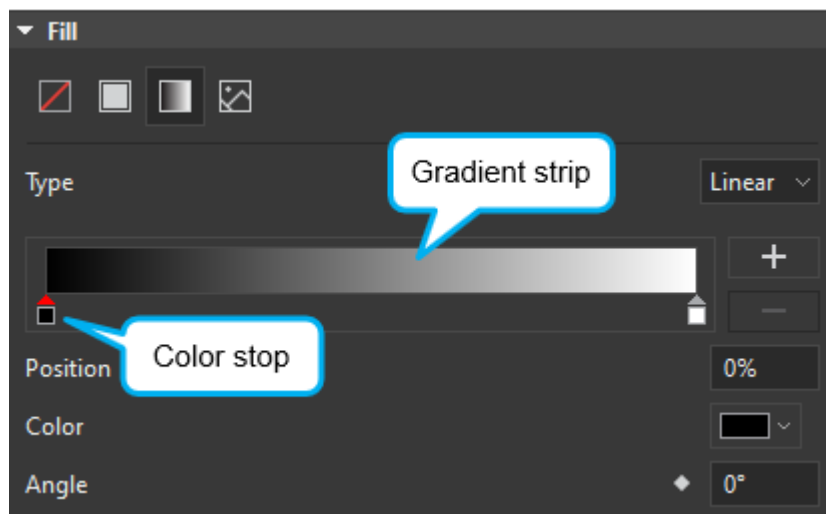 Fill
Gradient strip
Type
Linear
Color stop
Position
0%
Color
Angle
0°